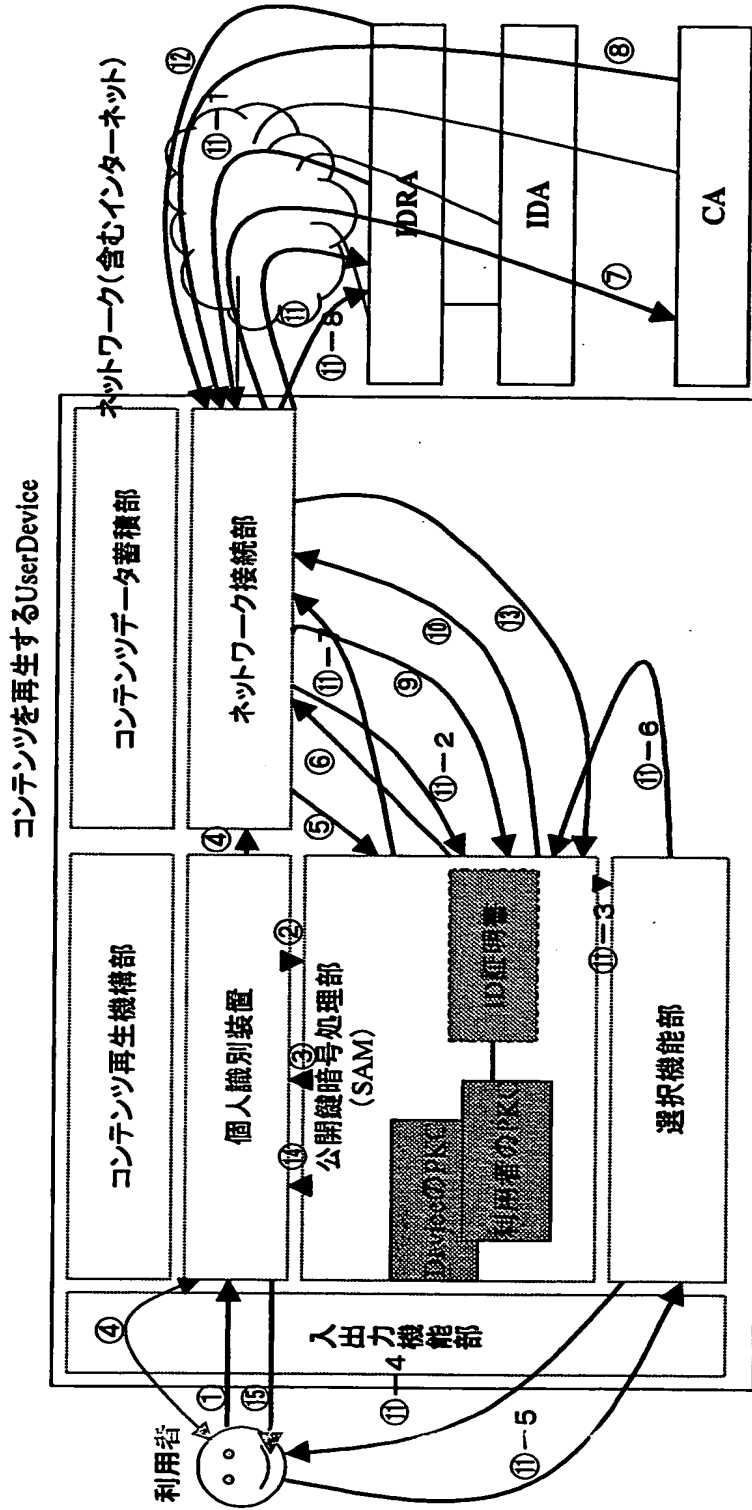 コンテンツを再生するUserDevice
ネットワーク(含むインターネット)
利用者
入出力機能部
コンテンツ再生機構部
コンテンツデータ蓄積部
個人識別装置
ネットワーク接続部
公開鍵暗号処理部
(SAM)
DeviceのPKC
利用者のPKC
ID証明書
選択機能部
IDRA
IDA
CA
①
②
③
④
④
⑤
⑥
⑦
⑧
⑨
⑩
⑪
⑪-1
⑪-2
⑪-3
⑪-4
⑪-5
⑪-6
⑪-7
⑪-8
⑫
⑬
⑭
⑮